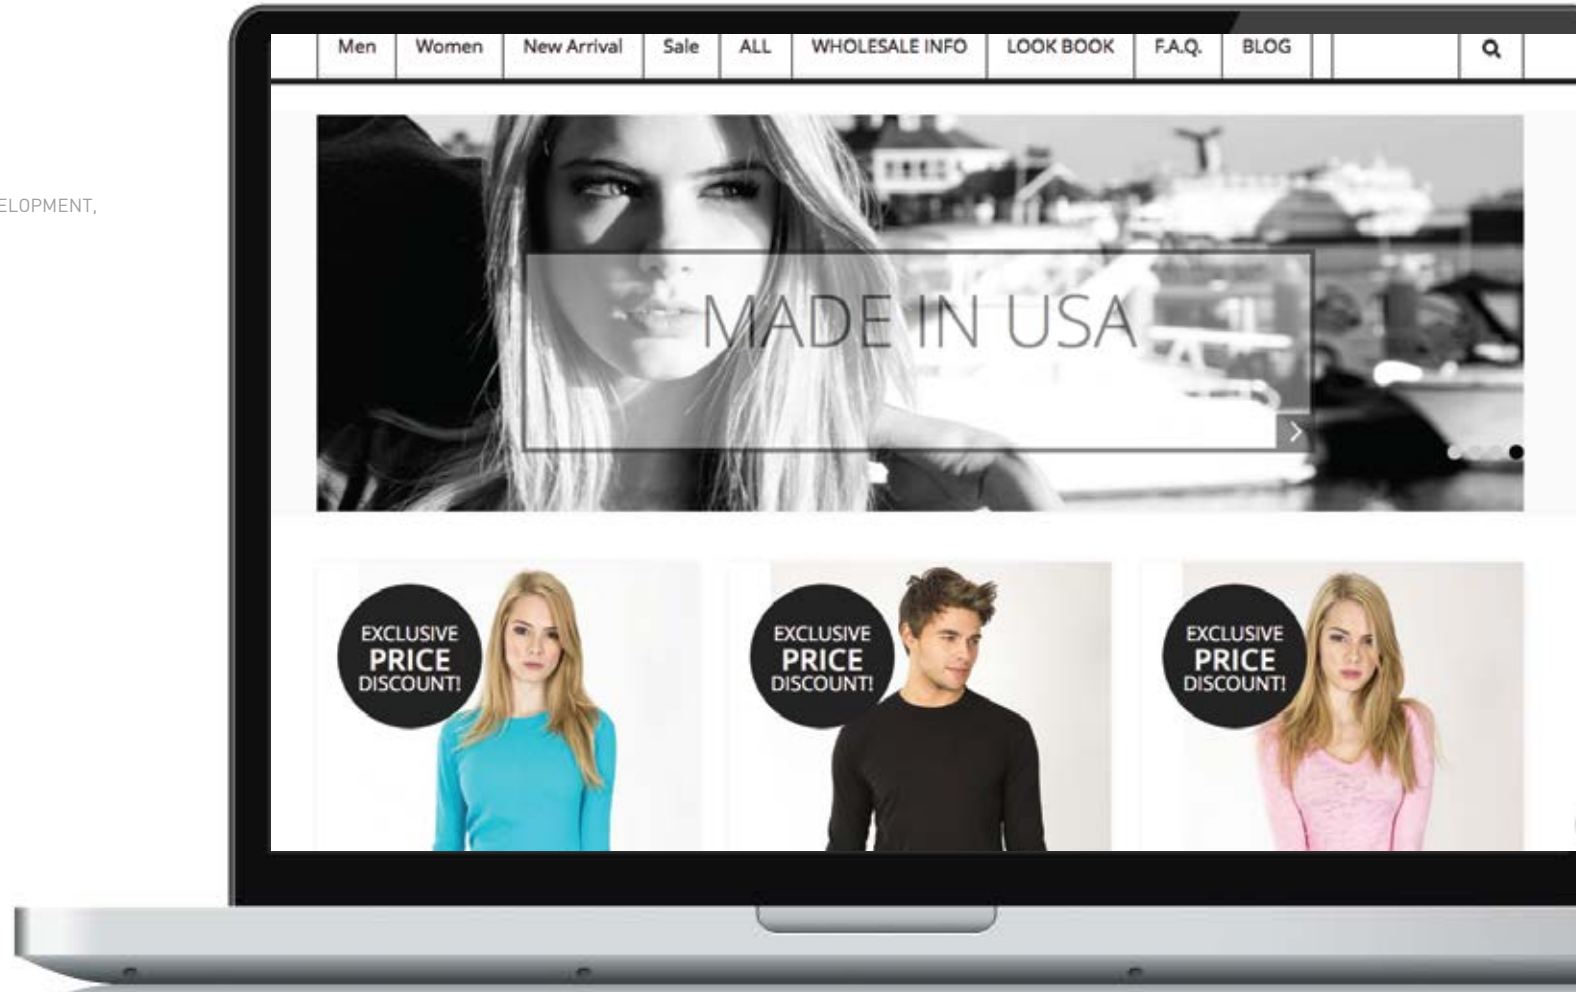 Men Women New Arrival Sale ALL WHOLESALE INFO LOOK BOOK F.A.Q. BLOG
ELOPMENT,
MADE IN USA
EXCLUSIVE
PRICE
DISCOUNT!
EXCLUSIVE
PRICE
DISCOUNT!
EXCLUSIVE
PRICE
DISCOUNT!